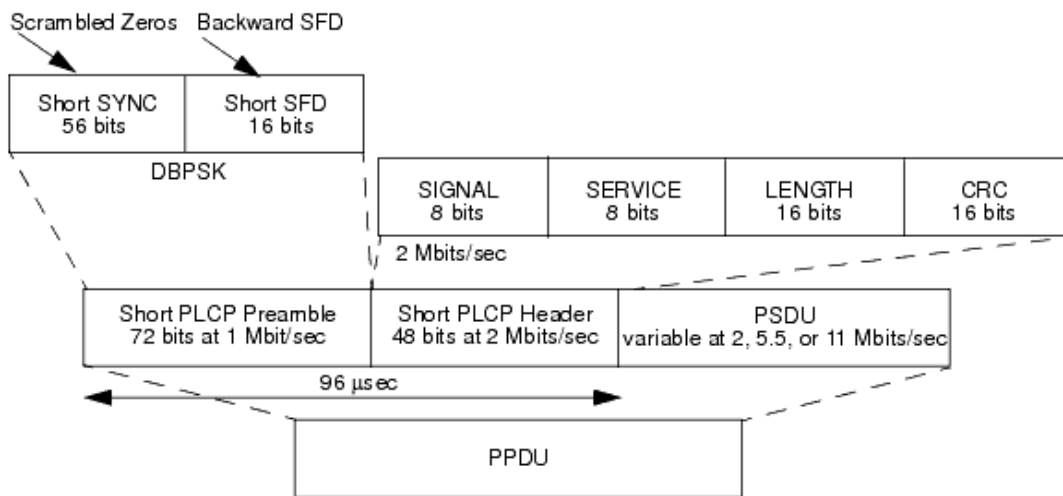 Scrambled Zeros
Backward SFD
Short SYNC
56 bits
Short SFD
16 bits
DBPSK
SIGNAL
8 bits
SERVICE
8 bits
LENGTH
16 bits
CRC
16 bits
2 Mbits/sec
Short PLCP Preamble
72 bits at 1 Mbit/sec
Short PLCP Header
48 bits at 2 Mbits/sec
PSDU
variable at 2, 5.5, or 11 Mbits/sec
96 µsec
PPDU